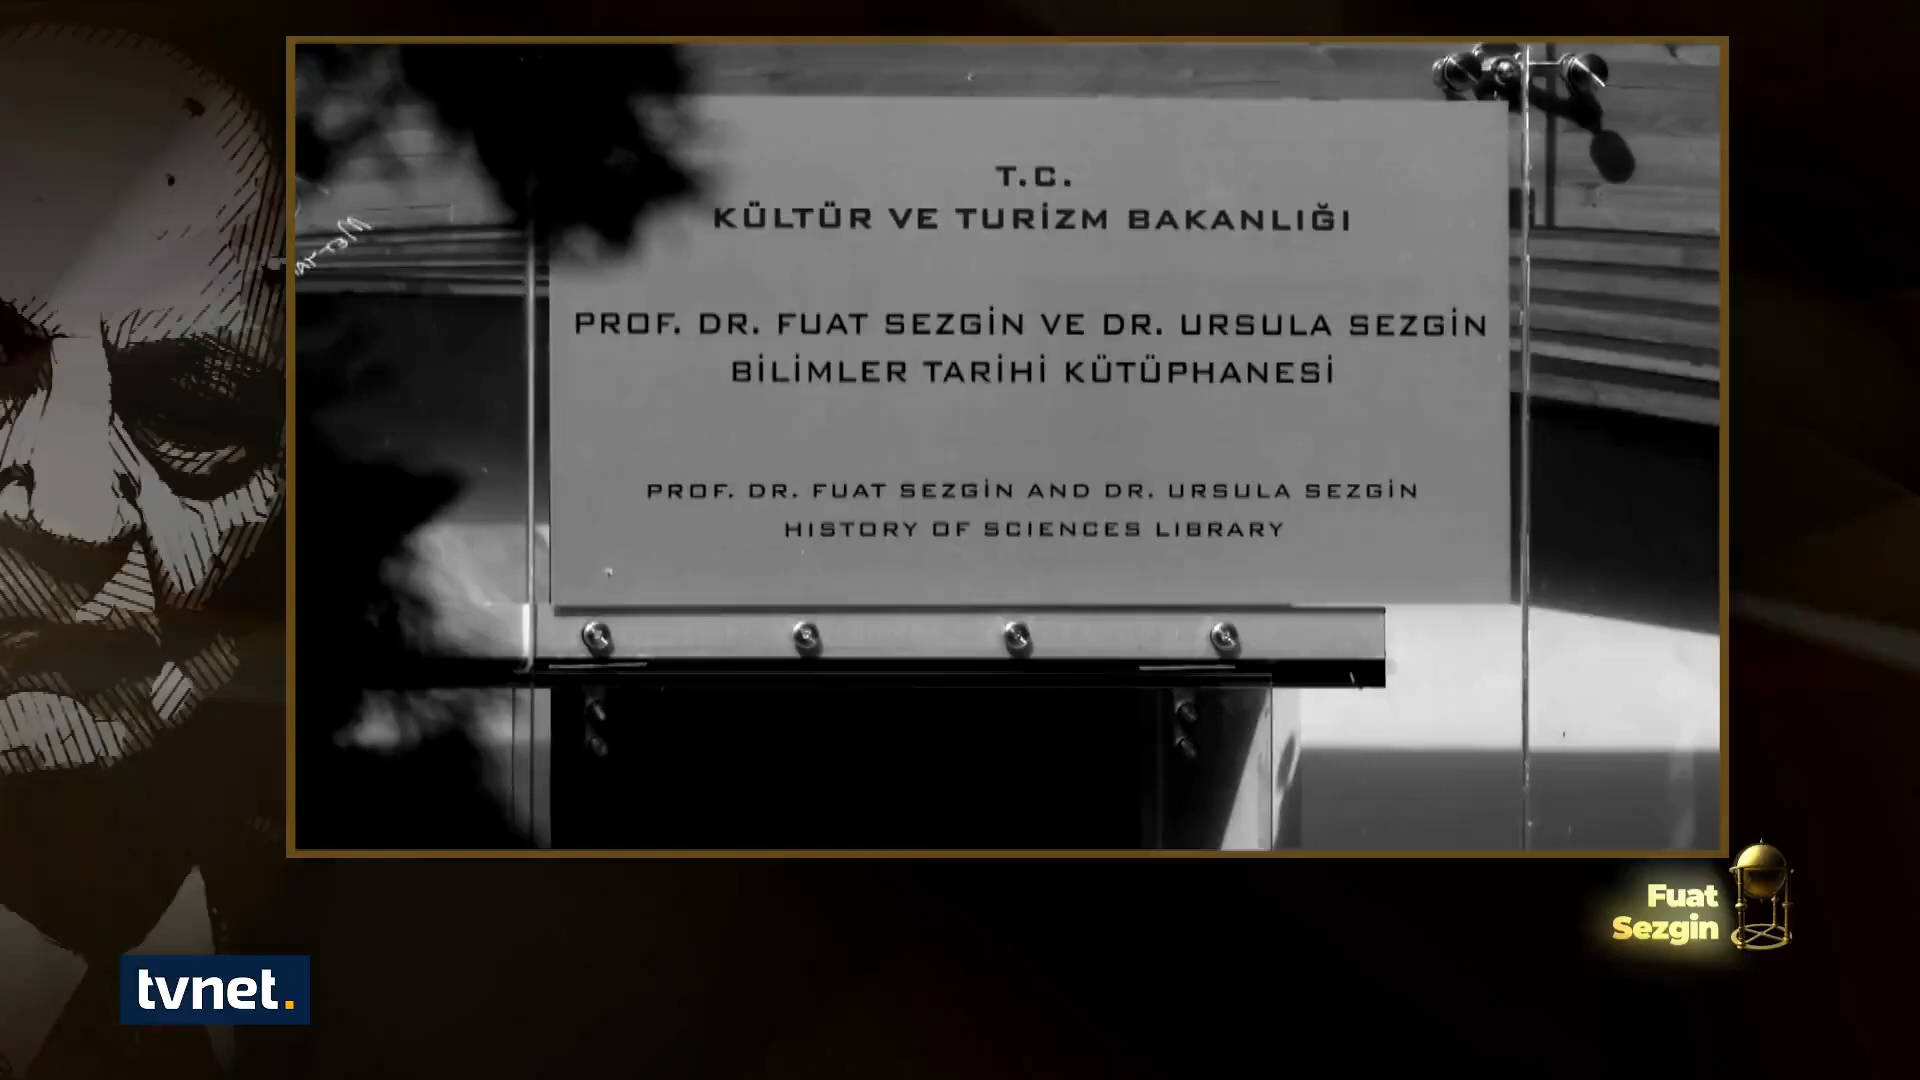 T.C.
KÜLTÜR VE TURİZM BAKANLIĞI
PROF. DR. FUAT SEZGİN VE DR. URSULA SEZGİN
BİLİMLER TARİHİ KÜTÜPHANESİ
PROF. DR. FUAT SEZGİN AND DR. URSULA SEZGİN
HISTORY OF SCIENCES LIBRARY
Fuat
Sezgin
tvnet.